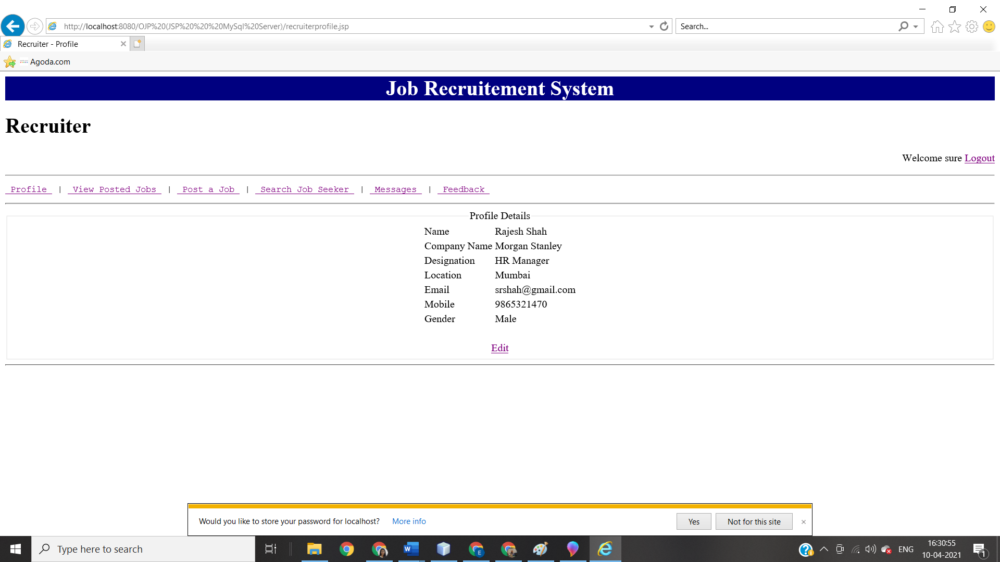 http://localhost:8080/OJP%20(JSP%20%20%20MySql%20Server)/recruiterprofile.jsp
Search...
Recruiter - Profile
Agoda.com
Job Recruitement System
Recruiter
Welcome sure Logout
Profile | View Posted Jobs | Post a Job | Search Job Seeker | Messages | Feedback
Profile Details
Name Rajesh Shah
Company Name Morgan Stanley
Designation HR Manager
Location Mumbai
Email srshah@gmail.com
Mobile 9865321470
Gender Male
Edit
Would you like to store your password for localhost? More info Yes Not for this site
Type here to search
ENG
16:30:55
10-04-2021
1